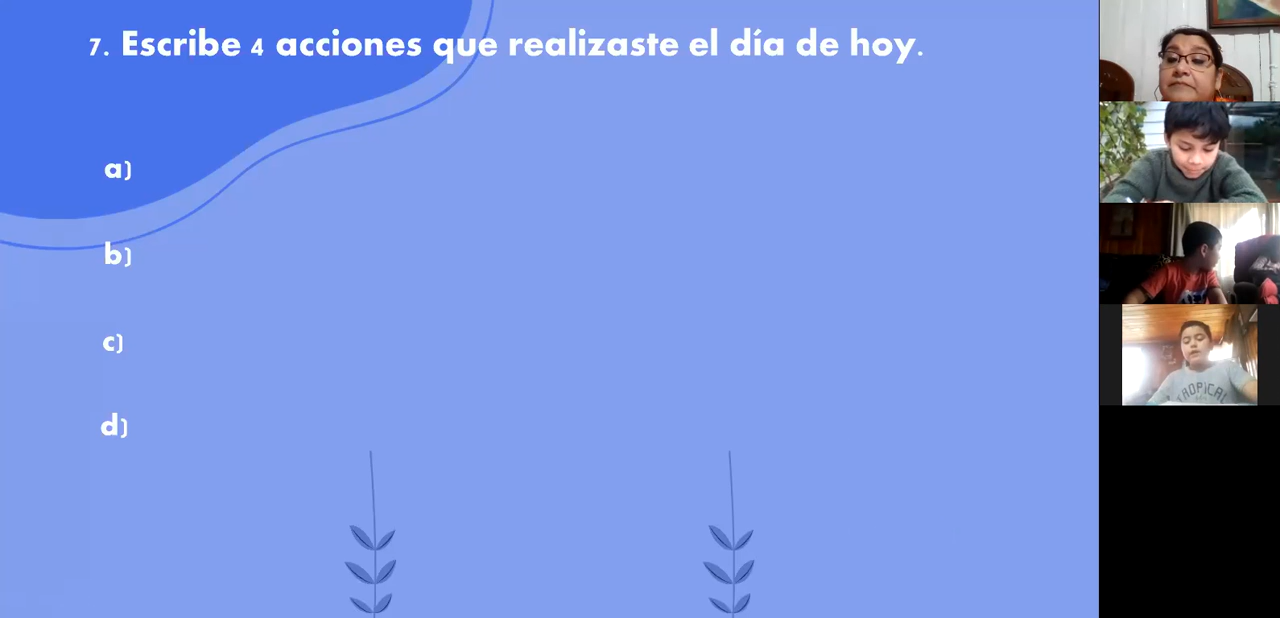 7. Escribe 4 acciones que realizaste el día de hoy.
a)
b)
c)
d)
TROPICAL